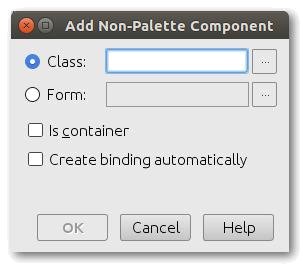 Add Non-Palette Component
Class: ...
Form: ...
Is container
Create binding automatically
OK Cancel Help